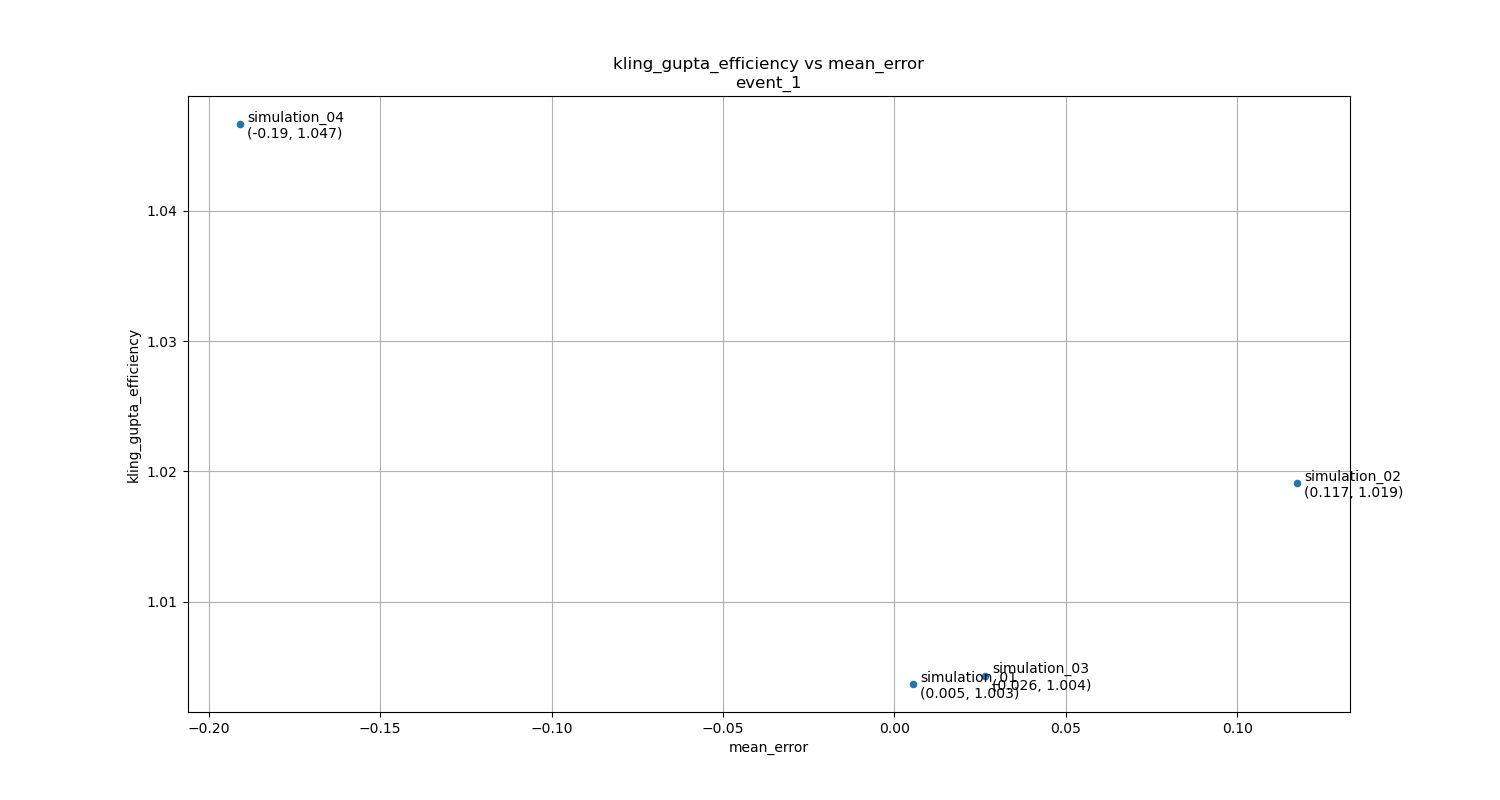 kling_gupta_efficiency vs mean_error
event_1
simulation_04
(-0.19, 1.047)
1.04
1.03
kling_gupta_efficiency
1.02
simulation_02
(0.117, 1.019)
1.01
simulation_03
(0.026, 1.004)
simulation_01
(0.005, 1.003)
−0.20
−0.15
−0.10
−0.05
0.00
0.05
0.10
mean_error